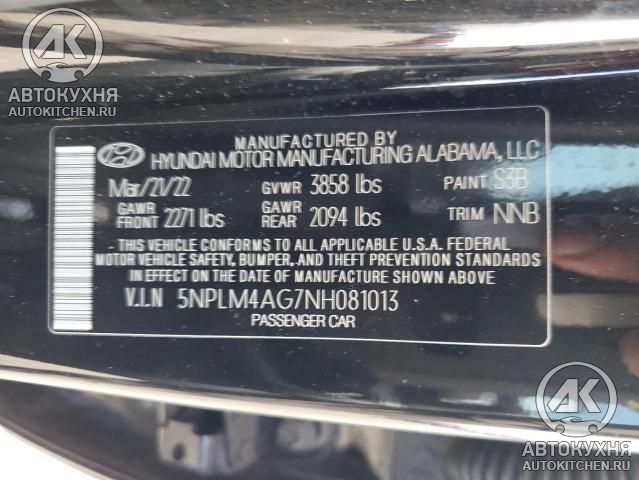 AK
АВТОКУХНЯ
AUTOKITCHEN.RU
MANUFACTURED BY
HYUNDAI MOTOR MANUFACTURING ALABAMA, LLC
Mar/21/22 GVWR 3858 lbs PAINT S3B
GAWR FRONT 2271 lbs GAWR REAR 2094 lbs TRIM NNB
- THIS VEHICLE CONFORMS TO ALL APPLICABLE U.S.A. FEDERAL
MOTOR VEHICLE SAFETY, BUMPER, AND THEFT PREVENTION STANDARDS
IN EFFECT ON THE DATE OF MANUFACTURE SHOWN ABOVE
V.I.N 5NPLM4AG7NH081013
PASSENGER CAR
AK
АВТОКУХНЯ
AUTOKITCHEN.RU